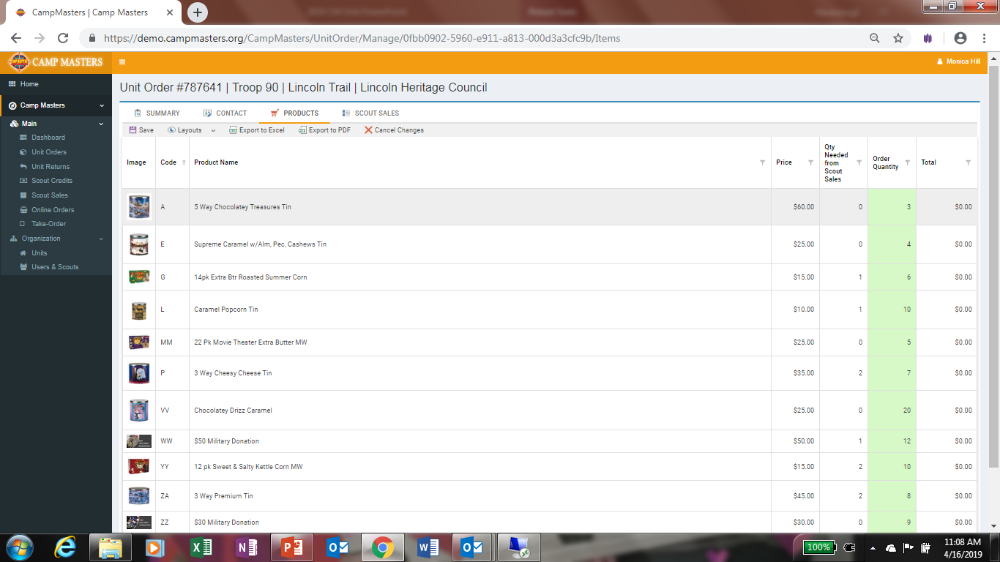 CampMasters | Camp Masters
https://demo.campmasters.org/CampMasters/UnitOrder/Manage/0fbb0902-5960-e911-a813-000d3a3cfc9b/Items
CAMP MASTERS
Monica Hill
Home
Camp Masters
Main
Dashboard
Unit Orders
Unit Returns
Scout Credits
Scout Sales
Online Orders
Take-Order
Organization
Units
Users & Scouts
Unit Order #787641 | Troop 90 | Lincoln Trail | Lincoln Heritage Council
SUMMARY CONTACT PRODUCTS SCOUT SALES
Save Layouts Export to Excel Export to PDF Cancel Changes
Image Code Product Name Price Qty Needed from Scout Sales Order Quantity Total
A 5 Way Chocolatey Treasures Tin $60.00 0 3 $0.00
E Supreme Caramel w/Alm, Pec, Cashews Tin $25.00 0 4 $0.00
G 14pk Extra Btr Roasted Summer Corn $15.00 1 6 $0.00
L Caramel Popcorn Tin $10.00 1 10 $0.00
MM 22 Pk Movie Theater Extra Butter MW $25.00 0 5 $0.00
P 3 Way Cheesy Cheese Tin $35.00 2 7 $0.00
VV Chocolatey Drizz Caramel $25.00 0 20 $0.00
WW $50 Military Donation $50.00 1 12 $0.00
YY 12 pk Sweet & Salty Kettle Corn MW $15.00 2 10 $0.00
ZA 3 Way Premium Tin $45.00 2 8 $0.00
ZZ $30 Military Donation $30.00 0 9 $0.00
100%
11:08 AM
4/16/2019